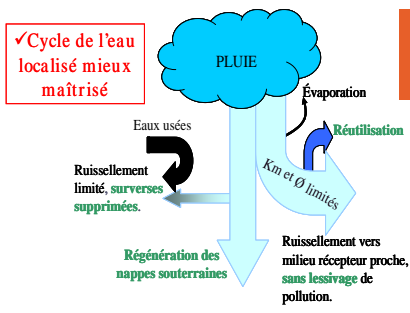 ✓Cycle de l'eau
localisé mieux
maîtrisé
PLUIE
Évaporation
Eaux usées
Réutilisation
Ruissellement
limité, surverses
supprimées.
Km et Ø limités
Régénération des
nappes souterraines
Ruissellement vers
milieu récepteur proche,
sans lessivage de
pollution.